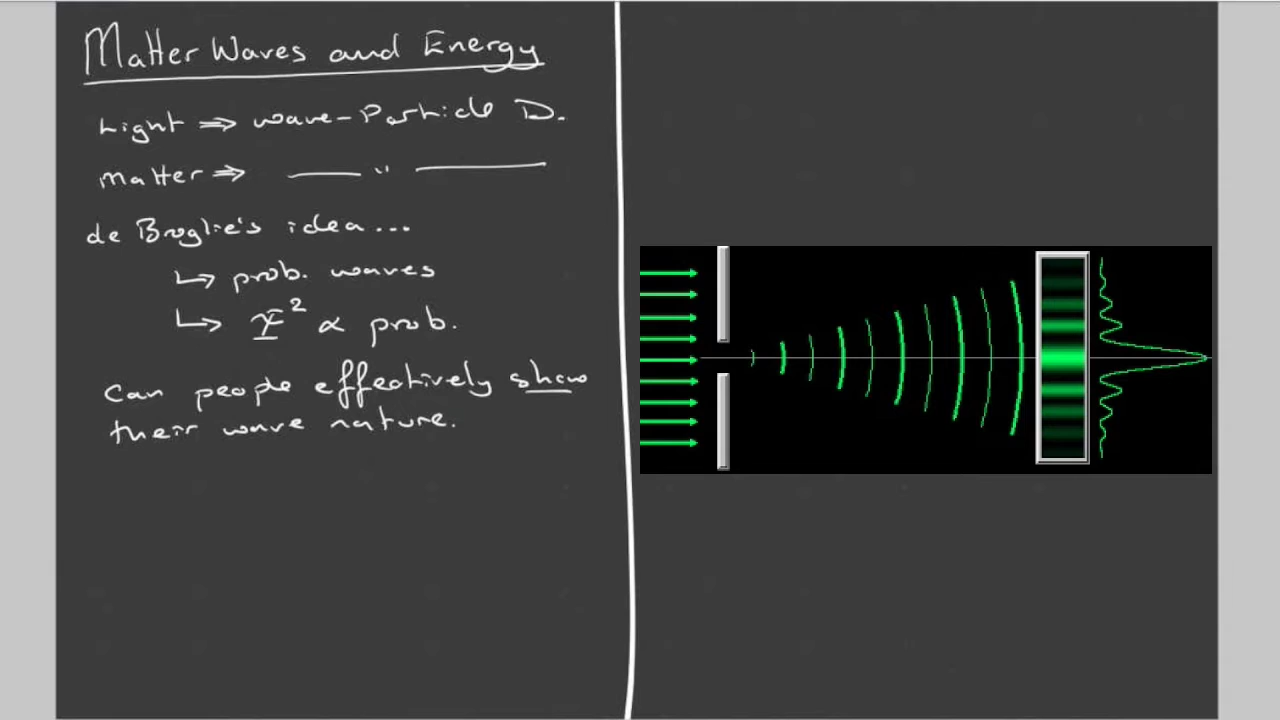 Matter Waves and Energy
Light ⇒ wave-Particle D.
Matter ⇒ —— " ——
de Broglie's idea...
↳ prob. waves
↳ Ψ² ∝ prob.
Can people effectively show
their wave nature.